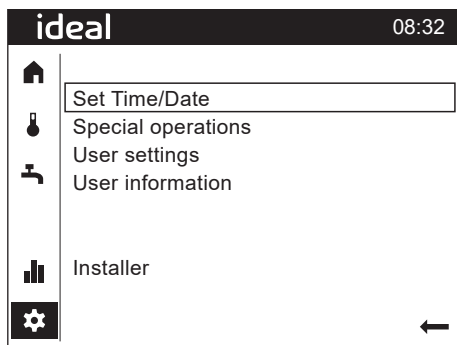 ideal 08:32
Set Time/Date
Special operations
User settings
User information
Installer